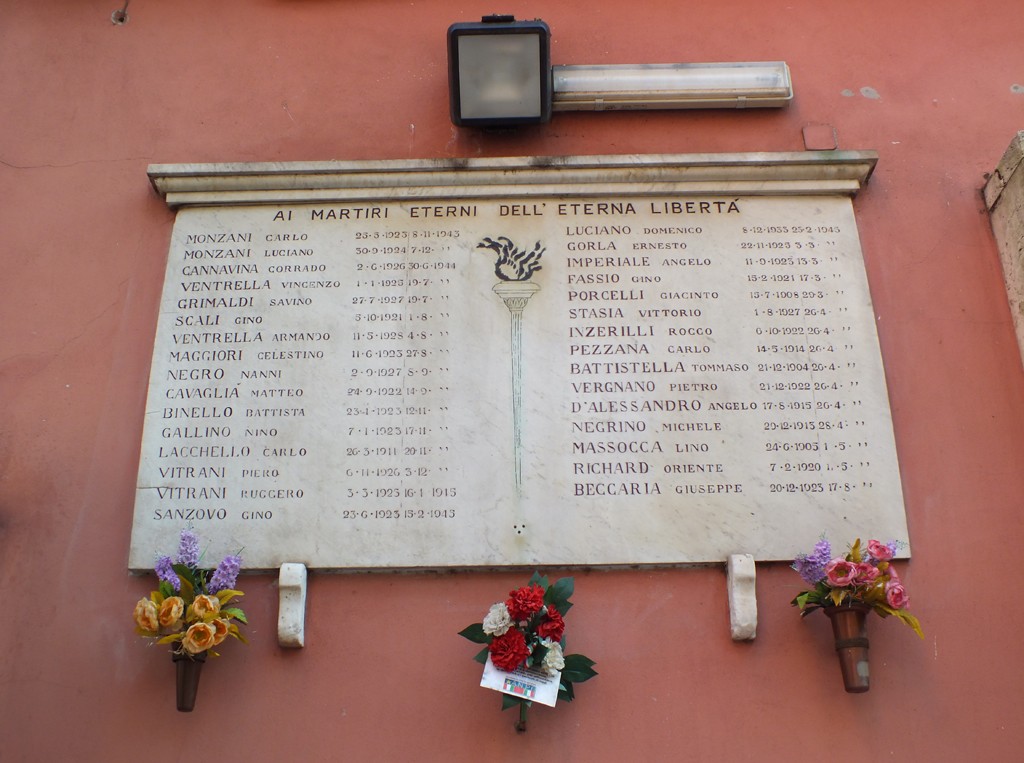 AI MARTIRI ETERNI DELL' ETERNA LIBERTÁ
MONZANI CARLO 23-5-1923 8-11-1943
MONZANI LUCIANO 30-9-1924 7-12- "
CANNAVINA CORRADO 2-6-1926 30-6-1944
VENTRELLA VINCENZO 1-1-1923 19-7- "
GRIMALDI SAVINO 27-7-1927 19-7- "
SCALI GINO 5-10-1921 1-8- "
VENTRELLA ARMANDO 11-5-1928 4-8- "
MAGGIORI CELESTINO 11-6-1923 27-8- "
NEGRO NANNI 2-9-1927 8-9- "
CAVAGLIÁ MATTEO 24-9-1922 14-9- "
BINELLO BATTISTA 23-4-1923 12-11- "
GALLINO NINO 7-1-1923 17-11- "
LACCHELLO CARLO 26-3-1911 20-11- "
VITRANI PIERO 6-11-1926 3-12- "
VITRANI RUGGERO 3-3-1923 16-1-1945
SANZOVO GINO 23-6-1923 15-2-1945
LUCIANO DOMENICO 8-12-1933 25-2-1945
GORLA ERNESTO 22-11-1925 3-3- "
IMPERIALE ANGELO 11-9-1923 13-3- "
FASSIO GINO 15-2-1921 17-3- "
PORCELLI GIACINTO 13-7-1908 29-3- "
STASIA VITTORIO 1-8-1927 26-4- "
INZERILLI ROCCO 6-10-1922 26-4- "
PEZZANA CARLO 14-5-1914 26-4- "
BATTISTELLA TOMMASO 21-12-1904 26-4- "
VERGNANO PIETRO 21-12-1922 26-4- "
D'ALESSANDRO ANGELO 17-8-1915 26-4- "
NEGRINO MICHELE 29-12-1913 28-4- "
MASSOCCA LINO 24-6-1905 1-5- "
RICHARD ORIENTE 7-2-1920 1-5- "
BECCARIA GIUSEPPE 20-12-1923 17-8- "